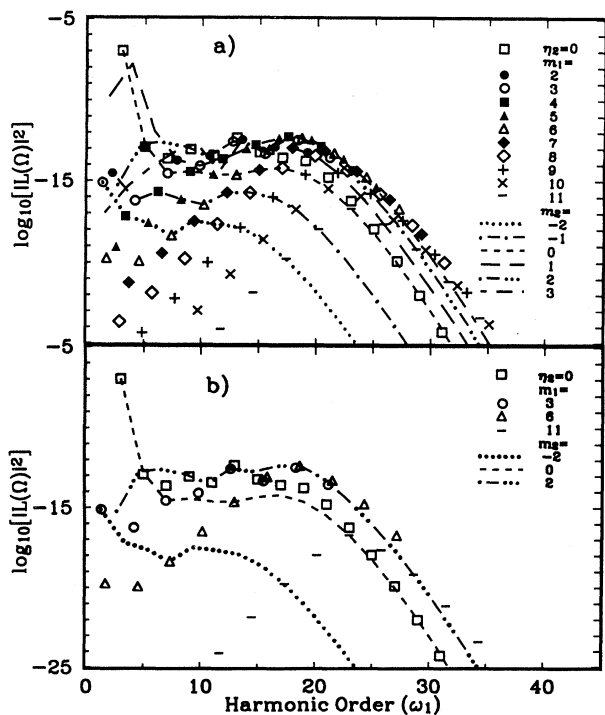 -5
a)
η₂=0
m₁=
2
3
4
5
6
7
8
9
10
11
m₂=
-2
-1
0
1
2
3
-15
log₁₀[|L(Ω)|²]
-5
b)
η₂=0
m₁=
3
6
11
m₂=
-2
0
2
-15
log₁₀[|L(Ω)|²]
-25
0 10 20 30 40
Harmonic Order (ω₁)